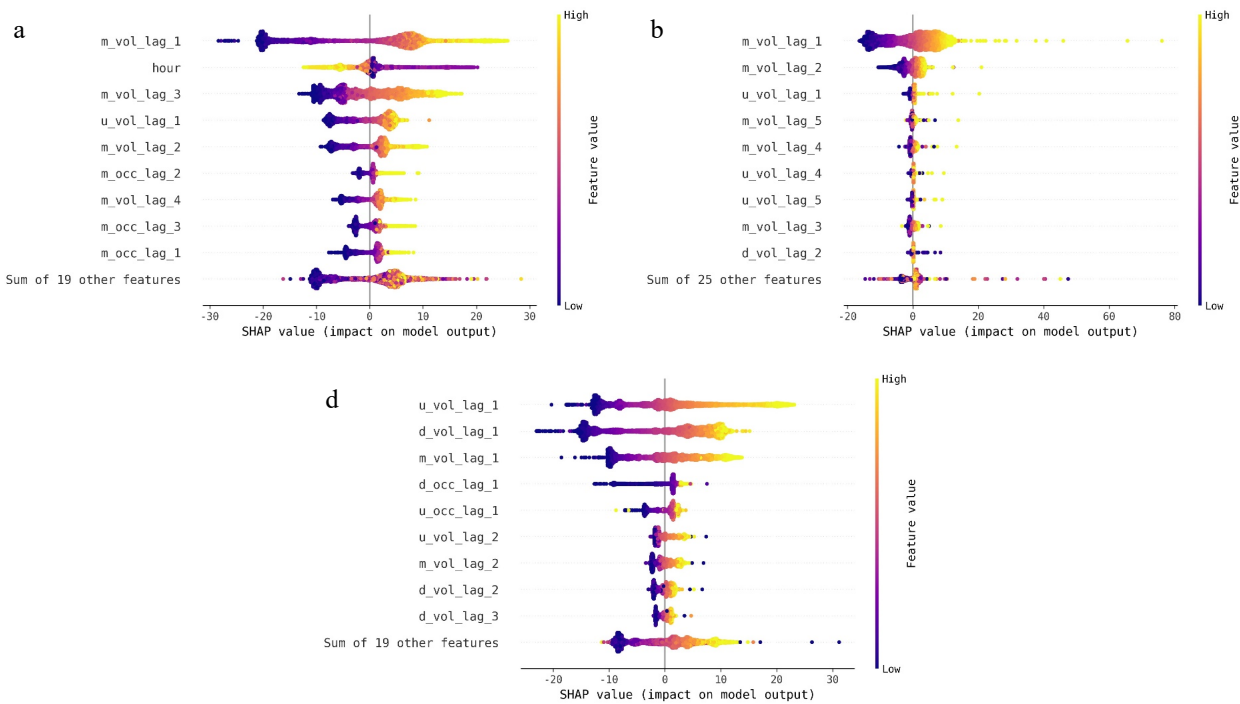 a
m_vol_lag_1
hour
m_vol_lag_3
u_vol_lag_1
m_vol_lag_2
m_occ_lag_2
m_vol_lag_4
m_occ_lag_3
m_occ_lag_1
Sum of 19 other features
-30 -20 -10 0 10 20 30
SHAP value (impact on model output)
High
Feature value
Low
b
m_vol_lag_1
m_vol_lag_2
u_vol_lag_1
m_vol_lag_5
m_vol_lag_4
u_vol_lag_4
u_vol_lag_5
m_vol_lag_3
d_vol_lag_2
Sum of 25 other features
-20 0 20 40 60 80
SHAP value (impact on model output)
High
Feature value
Low
d
u_vol_lag_1
d_vol_lag_1
m_vol_lag_1
d_occ_lag_1
u_occ_lag_1
u_vol_lag_2
m_vol_lag_2
d_vol_lag_2
d_vol_lag_3
Sum of 19 other features
-20 -10 0 10 20 30
SHAP value (impact on model output)
High
Feature value
Low